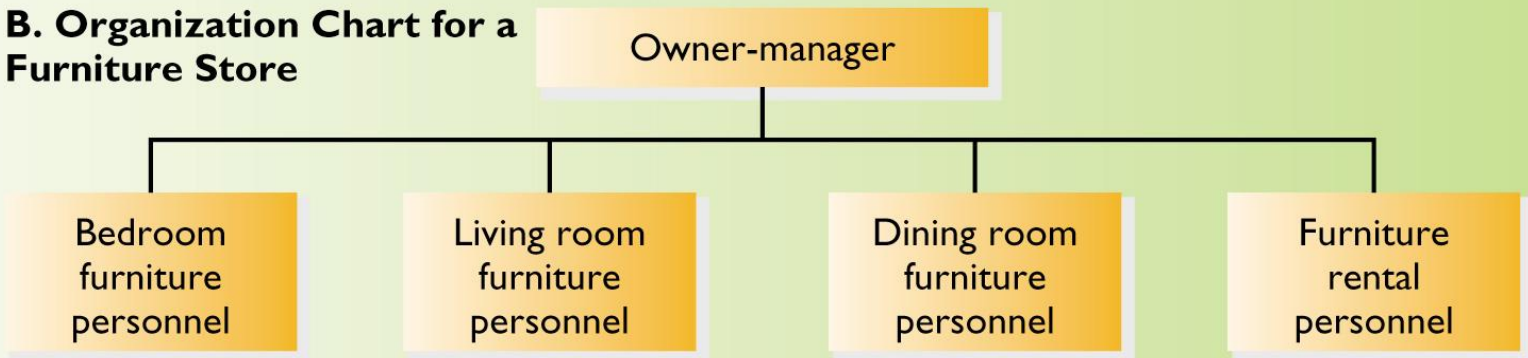 B. Organization Chart for a
Furniture Store
Owner-manager
Bedroom
furniture
personnel
Living room
furniture
personnel
Dining room
furniture
personnel
Furniture
rental
personnel